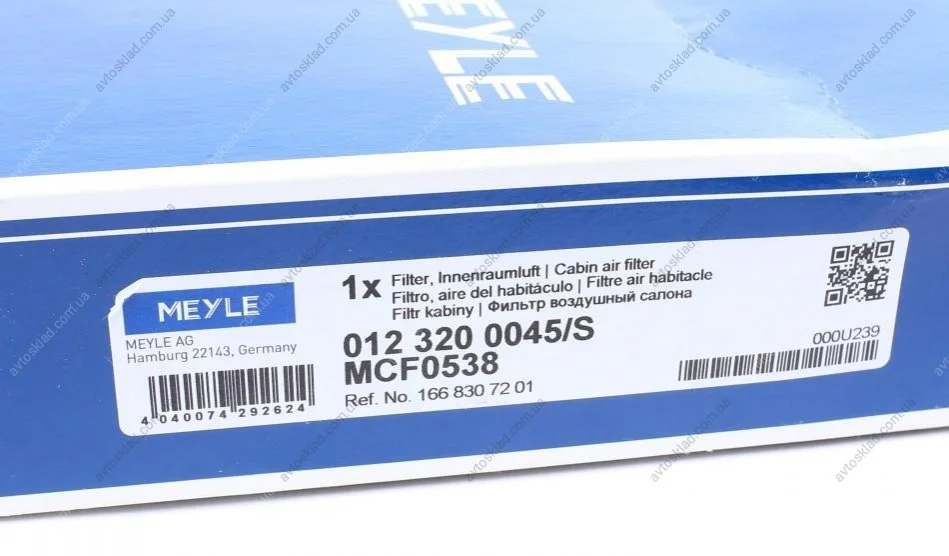 MEYLE
MEYLE
MEYLE AG
Hamburg 22143, Germany
4 040074 292624
1x Filter, Innenraumluft | Cabin air filter
Filtro, aire del habitáculo | Filtre air habitacle
Filtr kabiny | Фильтр воздушный салона
012 320 0045/S
MCF0538
Ref. No. 166 830 72 01
000U239
avtosklad.com.ua